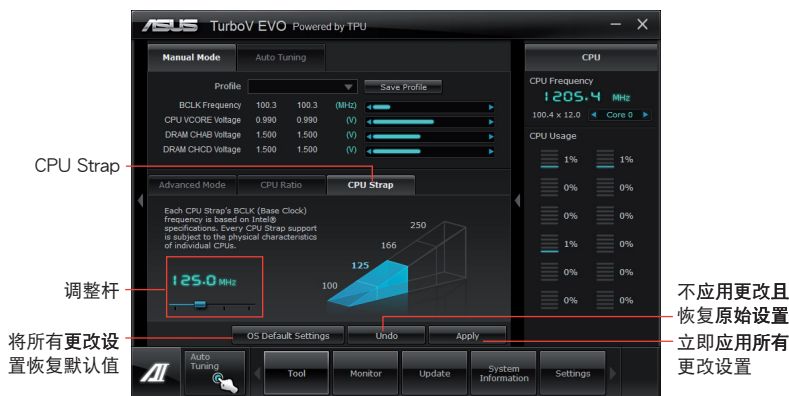 ASUS TurboV EVO Powered by TPU
Manual Mode Auto Tuning
Profile Save Profile
BCLK Frequency 100.3 100.3 (MHz)
CPU VCORE Voltage 0.990 0.990 (V)
DRAM CHAB Voltage 1.500 1.500 (V)
DRAM CHCD Voltage 1.500 1.500 (V)
CPU Strap
Advanced Mode CPU Ratio CPU Strap
Each CPU Strap's BCLK (Base Clock)
frequency is based on Intel®
specifications. Every CPU Strap support
is subject to the physical characteristics
of individual CPUs.
125.0 MHz
100
125
166
250
调整杆
将所有更改设
置恢复默认值
OS Default Settings Undo Apply
Auto
Tuning
Tool Monitor Update System
Information Settings
CPU
CPU Frequency
1205.4 MHz
100.4 x 12.0 Core 0
CPU Usage
1% 1%
0% 0%
0% 0%
1% 0%
0% 0%
0% 0%
不应用更改且
恢复原始设置
立即应用所有
更改设置